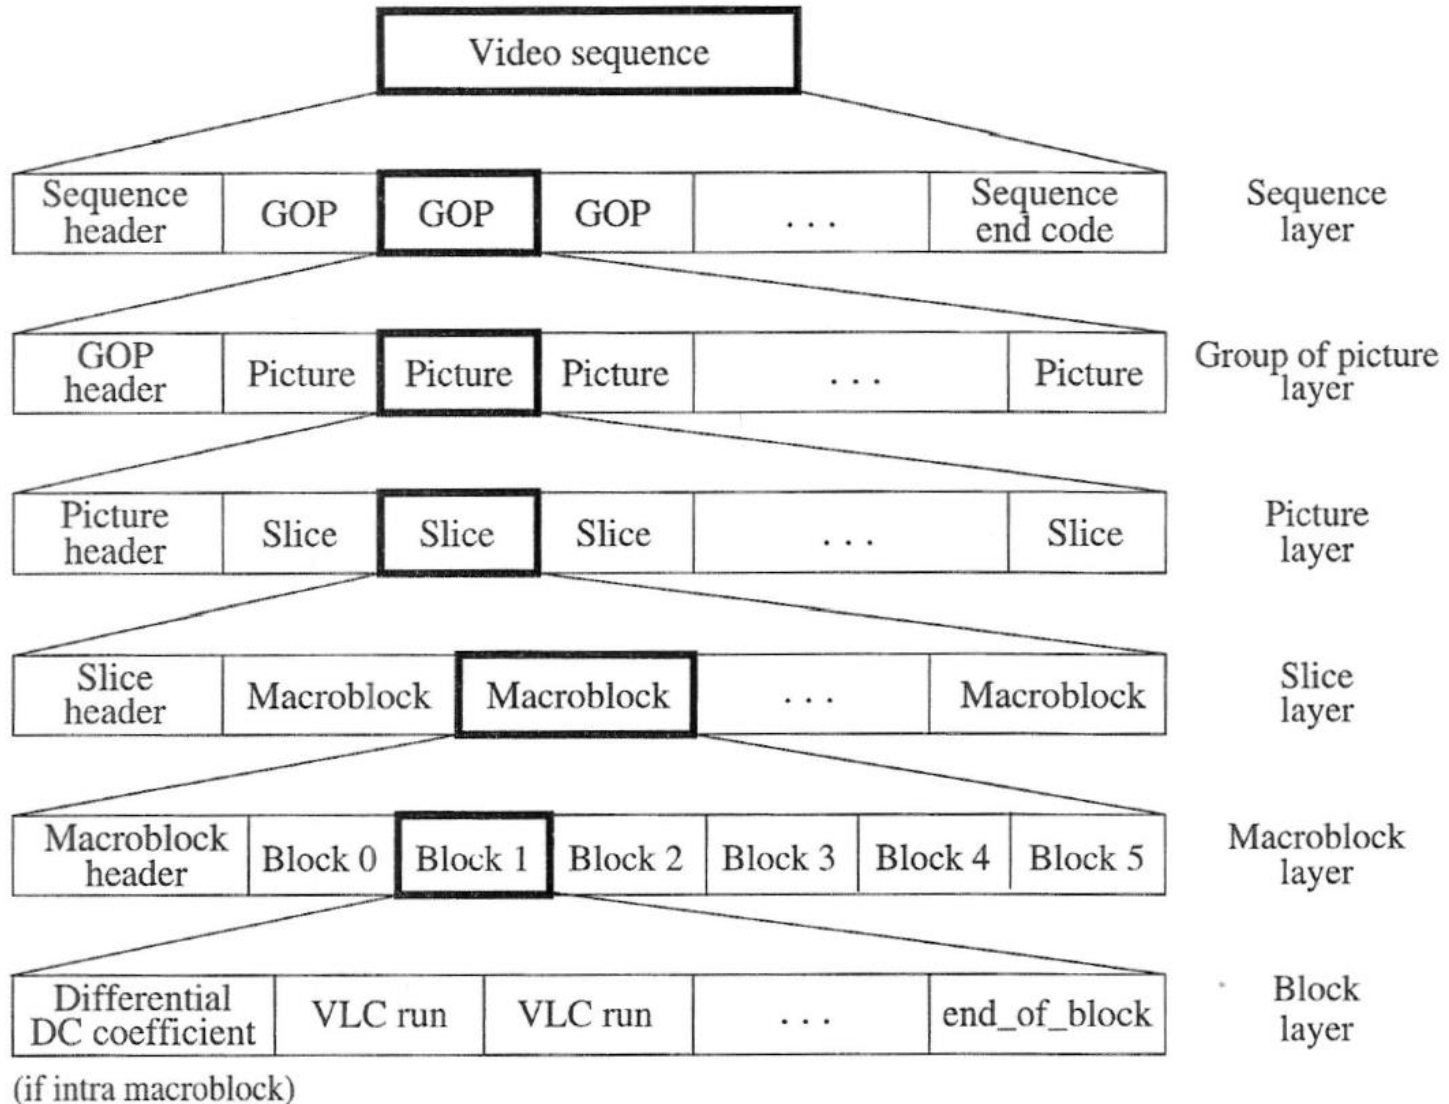 Video sequence
Sequence header
GOP
GOP
GOP
. . .
Sequence end code
Sequence layer
GOP header
Picture
Picture
Picture
. . .
Picture
Group of picture layer
Picture header
Slice
Slice
Slice
. . .
Slice
Picture layer
Slice header
Macroblock
Macroblock
. . .
Macroblock
Slice layer
Macroblock header
Block 0
Block 1
Block 2
Block 3
Block 4
Block 5
Macroblock layer
Differential DC coefficient
VLC run
VLC run
. . .
end_of_block
Block layer
(if intra macroblock)